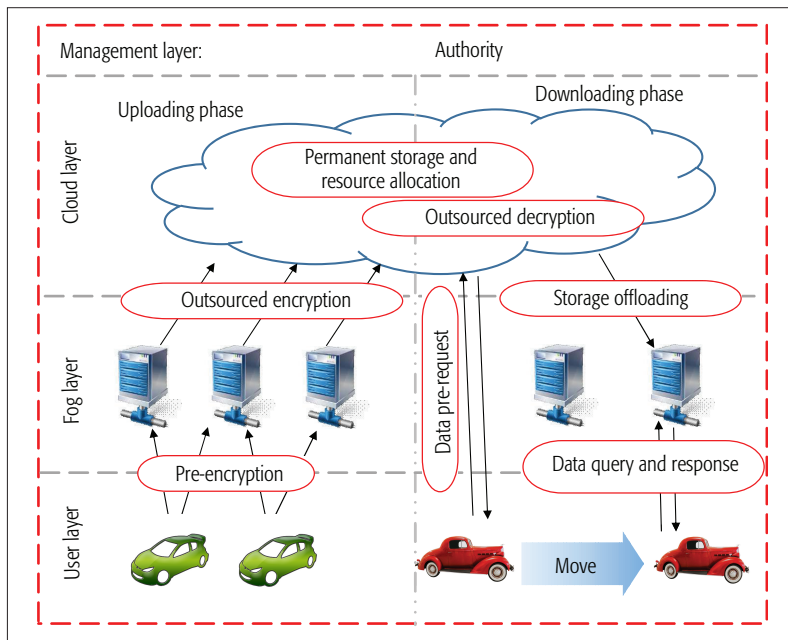 Management layer:
Authority
Uploading phase
Downloading phase
Cloud layer
Permanent storage and
resource allocation
Outsourced decryption
Outsourced encryption
Storage offloading
Fog layer
Data pre-request
Pre-encryption
Data query and response
User layer
Move